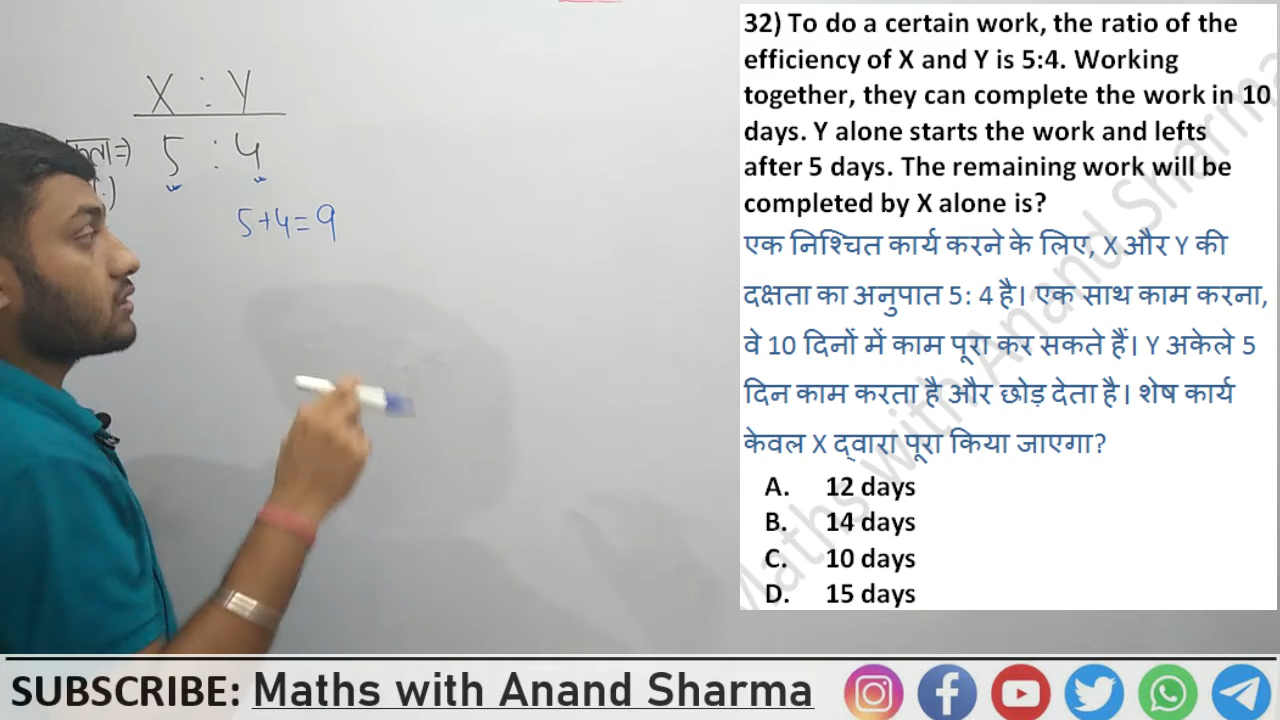 X : Y
5 : 4
5+4=9
32) To do a certain work, the ratio of the
efficiency of X and Y is 5:4. Working
together, they can complete the work in 10
days. Y alone starts the work and lefts
after 5 days. The remaining work will be
completed by X alone is?
एक निश्चित कार्य करने के लिए, X और Y की
दक्षता का अनुपात 5: 4 है। एक साथ काम करना,
वे 10 दिनों में काम पूरा कर सकते हैं। Y अकेले 5
दिन काम करता है और छोड़ देता है। शेष कार्य
केवल X द्वारा पूरा किया जाएगा?
A. 12 days
B. 14 days
C. 10 days
D. 15 days
Maths with Anand Sharma
SUBSCRIBE: Maths with Anand Sharma